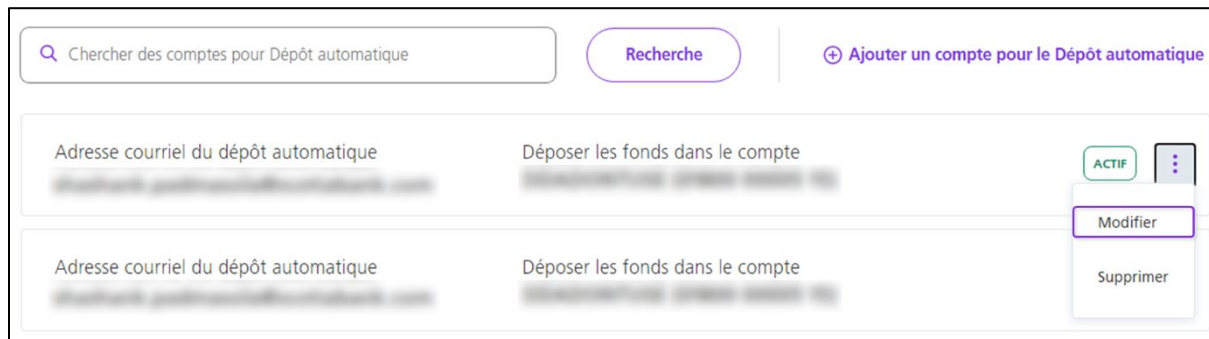 Chercher des comptes pour Dépôt automatique
Recherche
Ajouter un compte pour le Dépôt automatique
Adresse courriel du dépôt automatique
Déposer les fonds dans le compte
ACTIF
Modifier
Supprimer
Adresse courriel du dépôt automatique
Déposer les fonds dans le compte